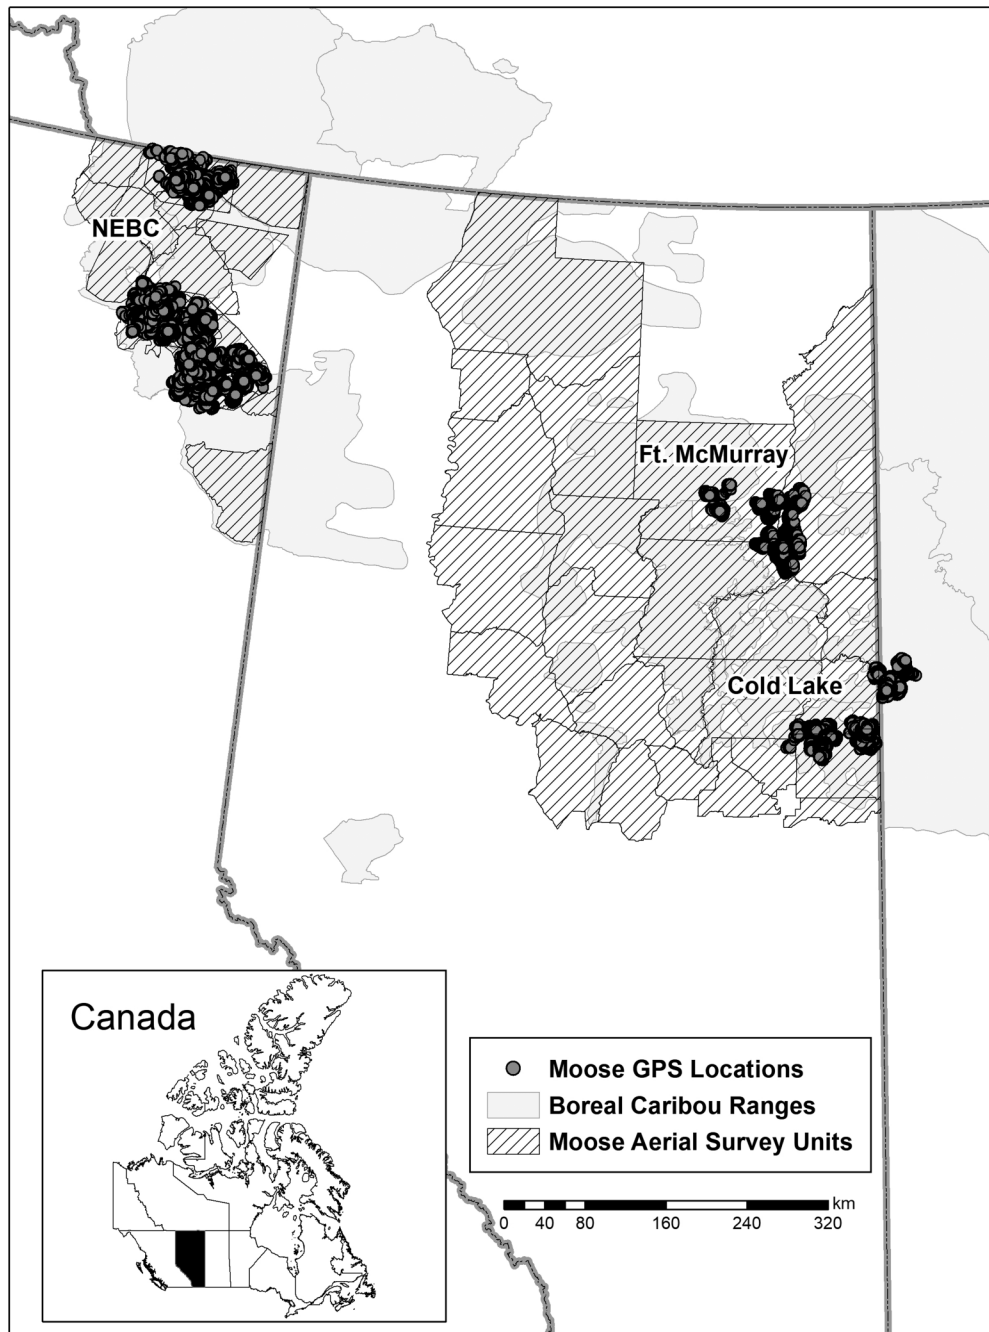 NEBC
Ft. McMurray
Cold Lake
Canada
Moose GPS Locations
Boreal Caribou Ranges
Moose Aerial Survey Units
km
0 40 80 160 240 320